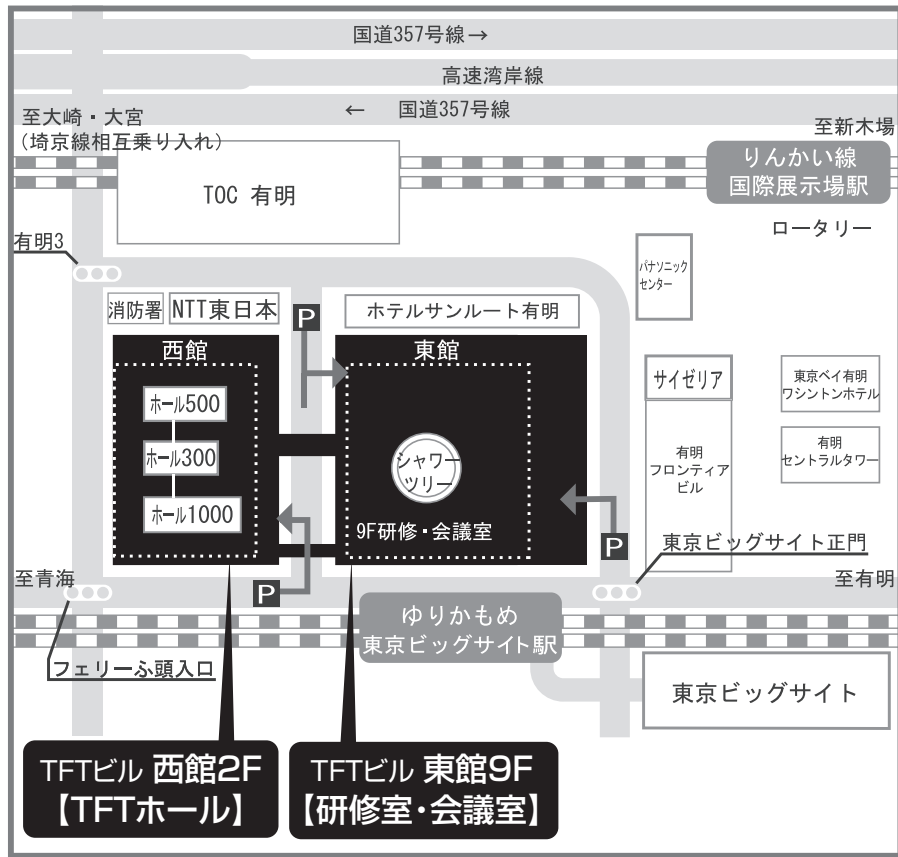 国道357号線→
高速湾岸線
← 国道357号線
至大崎・大宮
(埼京線相互乗り入れ)
至新木場
りんかい線
国際展示場駅
TOC 有明
ロータリー
有明3
パナソニック
センター
消防署
NTT東日本
P
ホテルサンルート有明
西館
東館
サイゼリア
東京ベイ有明
ワシントンホテル
ホール500
ホール300
ホール1000
シャワー
ツリー
有明
フロンティア
ビル
有明
セントラルタワー
9F研修・会議室
P
東京ビッグサイト正門
至青海
P
至有明
ゆりかもめ
東京ビッグサイト駅
フェリーふ頭入口
東京ビッグサイト
TFTビル 西館2F
【TFTホール】
TFTビル 東館9F
【研修室・会議室】